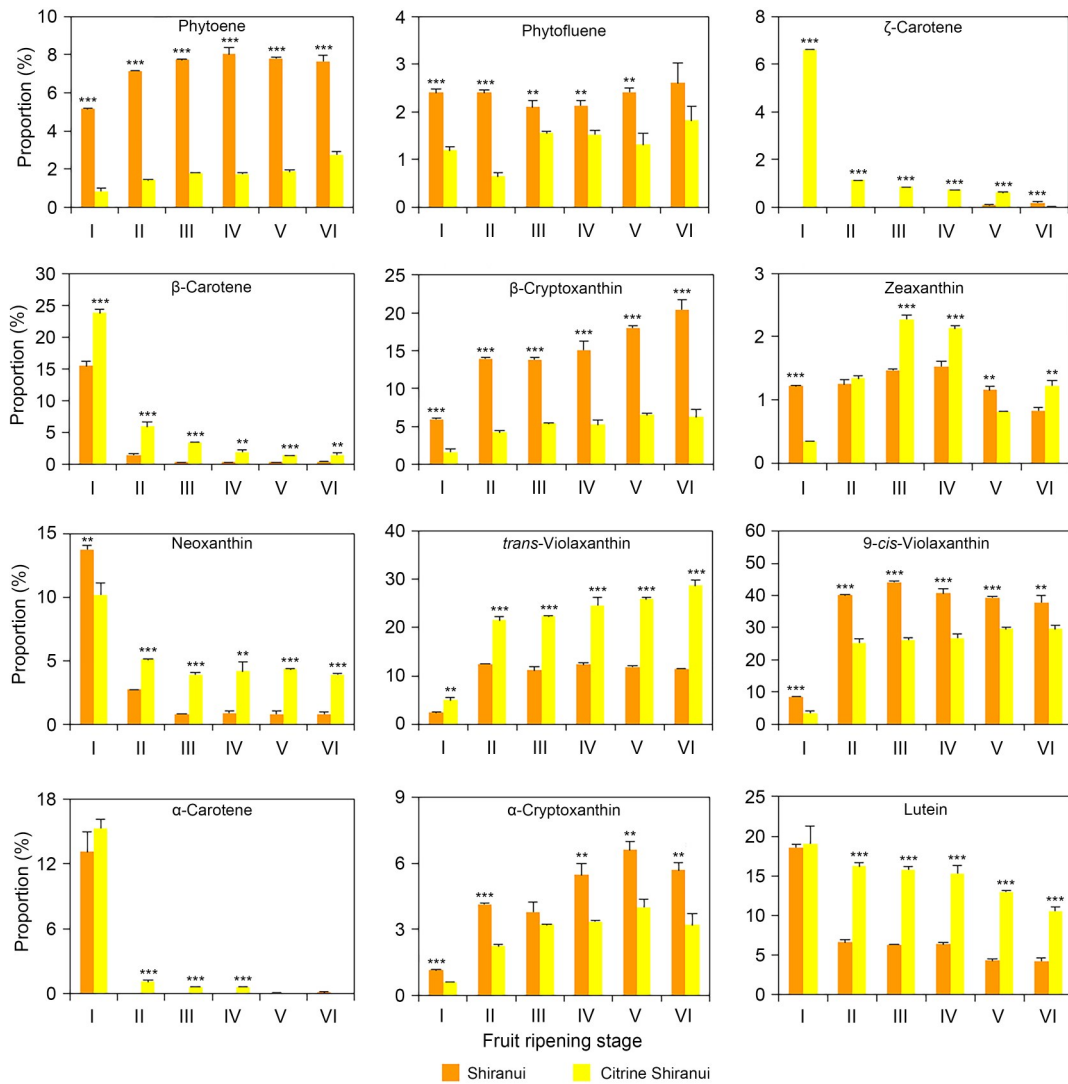 Phytoene
Proportion (%)
10
8
6
4
2
0
*** *** *** *** *** ***
I II III IV V VI
Phytofluene
4
3
2
1
0
*** *** ** ** **
I II III IV V VI
ζ-Carotene
8
6
4
2
0
*** *** *** *** *** ***
I II III IV V VI
β-Carotene
Proportion (%)
30
25
20
15
10
5
0
*** *** *** ** *** **
I II III IV V VI
β-Cryptoxanthin
25
20
15
10
5
0
*** *** *** *** *** ***
I II III IV V VI
Zeaxanthin
3
2
1
0
*** *** *** ** **
I II III IV V VI
Neoxanthin
Proportion (%)
15
10
5
0
** *** *** ** *** ***
I II III IV V VI
trans-Violaxanthin
40
30
20
10
0
** *** *** *** *** ***
I II III IV V VI
9-cis-Violaxanthin
60
50
40
30
20
10
0
*** *** *** *** *** **
I II III IV V VI
α-Carotene
Proportion (%)
18
12
6
0
*** *** ***
I II III IV V VI
α-Cryptoxanthin
9
6
3
0
*** *** ** ** **
I II III IV V VI
Lutein
25
20
15
10
5
0
*** *** *** *** ***
I II III IV V VI
Fruit ripening stage
Shiranui Citrine Shiranui